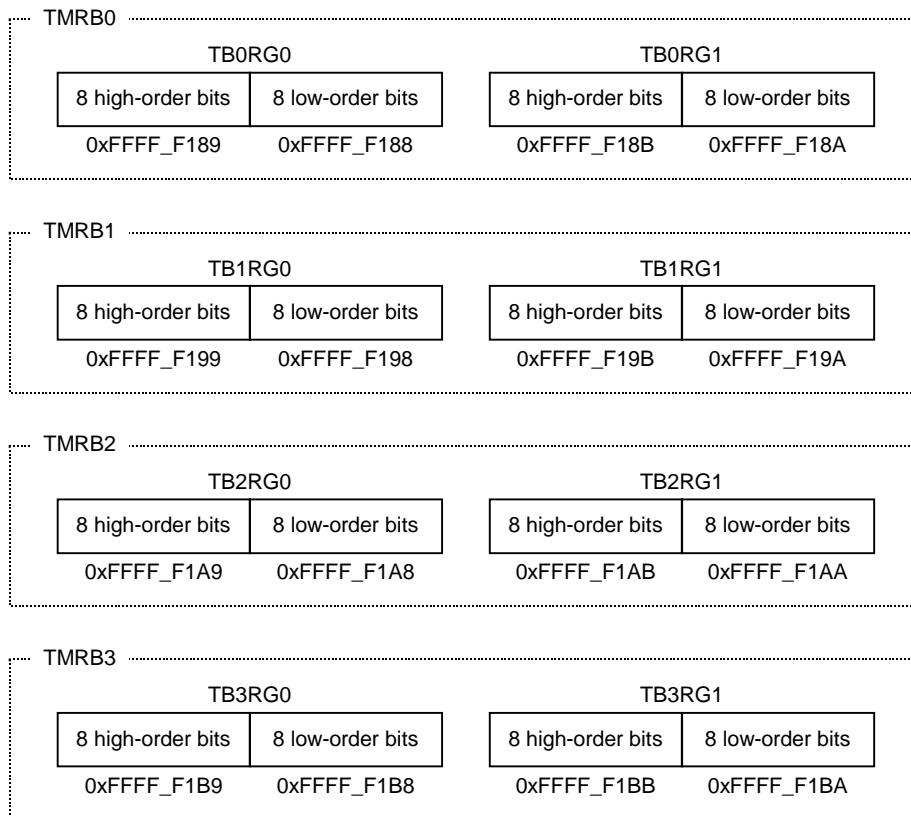 TMRB0
TB0RG0 TB0RG1
8 high-order bits 8 low-order bits 8 high-order bits 8 low-order bits
0xFFFF_F189 0xFFFF_F188 0xFFFF_F18B 0xFFFF_F18A
TMRB1
TB1RG0 TB1RG1
8 high-order bits 8 low-order bits 8 high-order bits 8 low-order bits
0xFFFF_F199 0xFFFF_F198 0xFFFF_F19B 0xFFFF_F19A
TMRB2
TB2RG0 TB2RG1
8 high-order bits 8 low-order bits 8 high-order bits 8 low-order bits
0xFFFF_F1A9 0xFFFF_F1A8 0xFFFF_F1AB 0xFFFF_F1AA
TMRB3
TB3RG0 TB3RG1
8 high-order bits 8 low-order bits 8 high-order bits 8 low-order bits
0xFFFF_F1B9 0xFFFF_F1B8 0xFFFF_F1BB 0xFFFF_F1BA